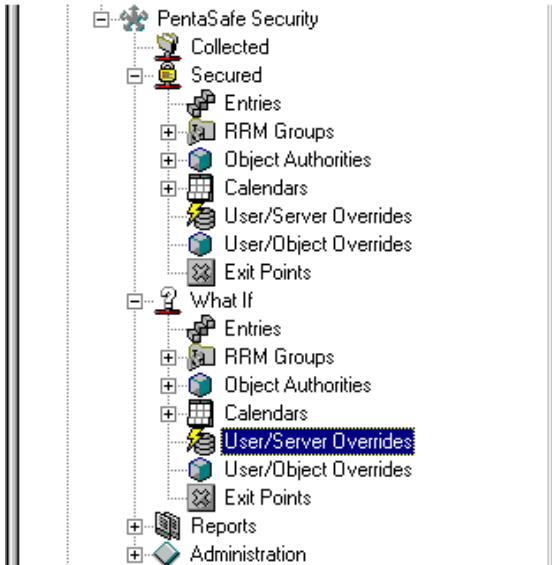 PentaSafe Security
Collected
Secured
Entries
RRM Groups
Object Authorities
Calendars
User/Server Overrides
User/Object Overrides
Exit Points
What If
Entries
RRM Groups
Object Authorities
Calendars
User/Server Overrides
User/Object Overrides
Exit Points
Reports
Administration